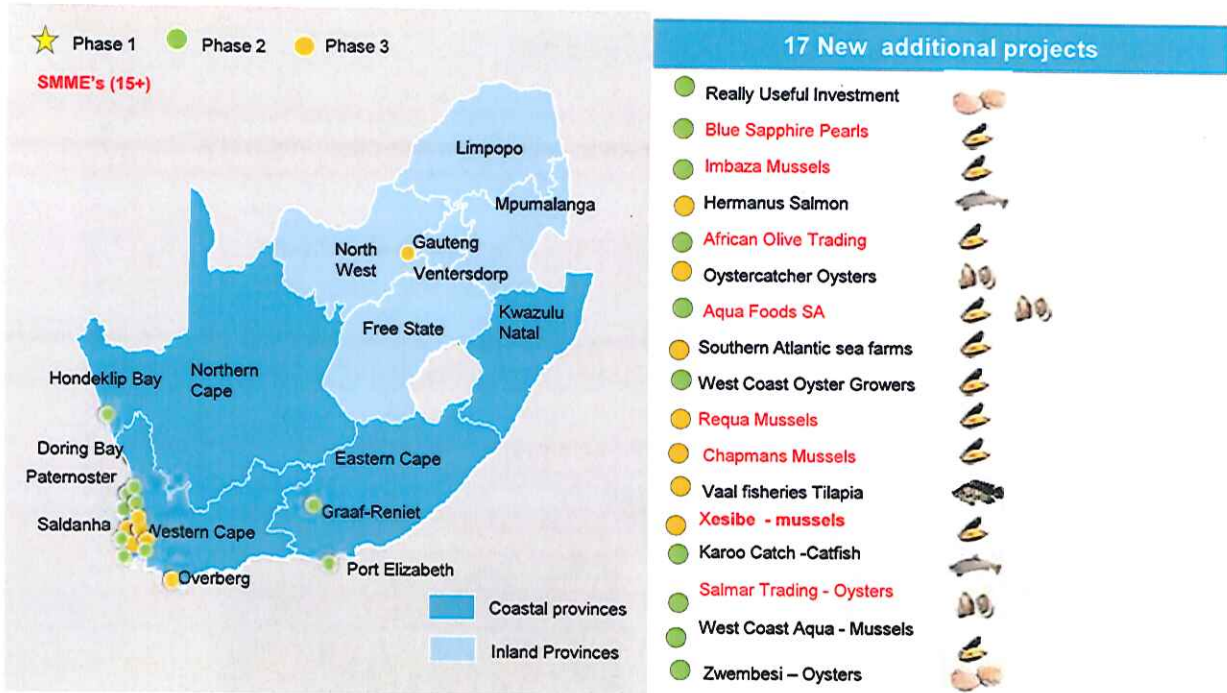 Phase 1
Phase 2
Phase 3
SMME's (15+)
Limpopo
Mpumalanga
North
West
Gauteng
Ventersdorp
Kwazulu
Natal
Free State
Northern
Cape
Hondeklip Bay
Doring Bay
Paternoster
Eastern Cape
Graaf-Reniet
Saldanha
Western Cape
Port Elizabeth
Overberg
Coastal provinces
Inland Provinces
17 New additional projects
Really Useful Investment
Blue Sapphire Pearls
Imbaza Mussels
Hermanus Salmon
African Olive Trading
Oystercatcher Oysters
Aqua Foods SA
Southern Atlantic sea farms
West Coast Oyster Growers
Requa Mussels
Chapmans Mussels
Vaal fisheries Tilapia
Xesibe - mussels
Karoo Catch -Catfish
Salmar Trading - Oysters
West Coast Aqua - Mussels
Zwembesi – Oysters